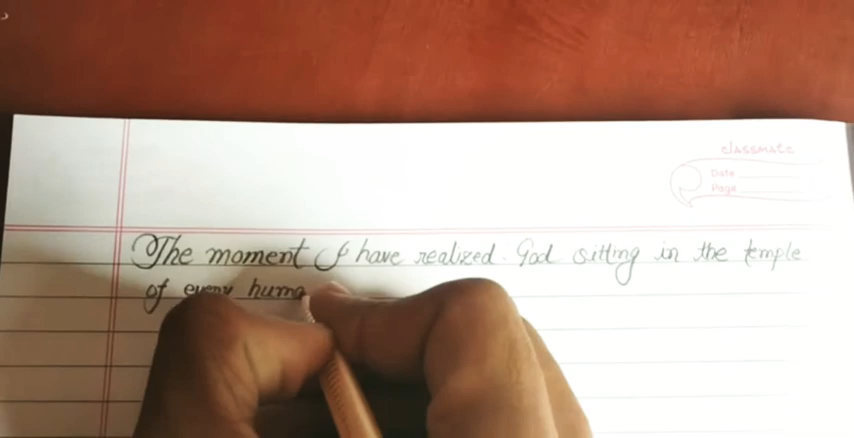 classmate
Date
Page
The moment I have realized. God sitting in the temple
of every huma